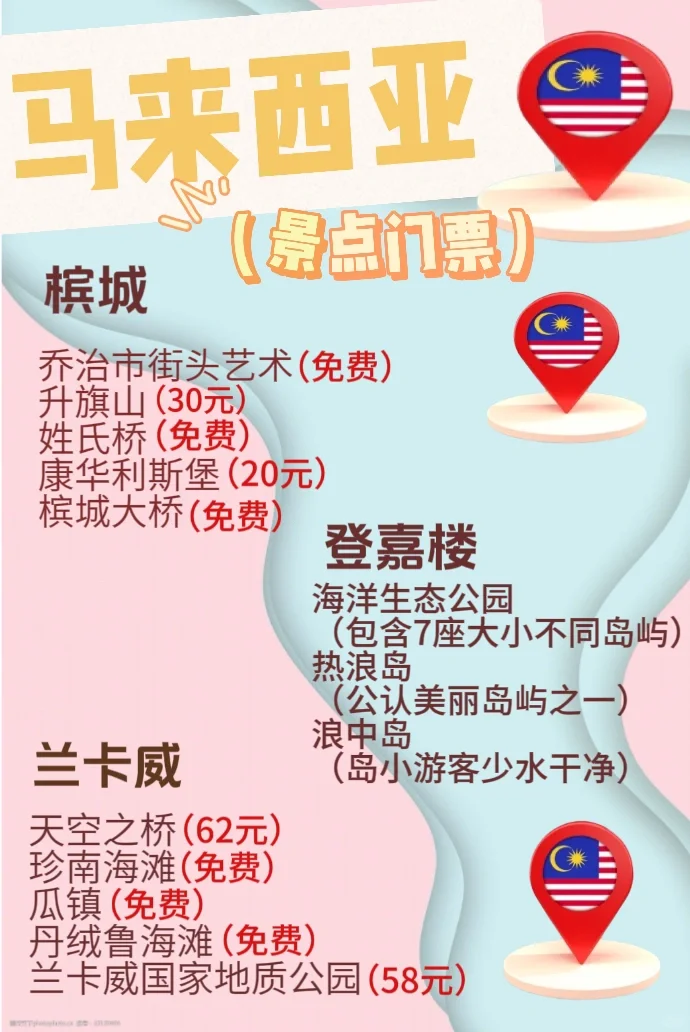 马来西亚
（景点门票）
槟城
乔治市街头艺术（免费）
升旗山（30元）
姓氏桥（免费）
康华利斯堡（20元）
槟城大桥（免费）
登嘉楼
海洋生态公园
（包含7座大小不同岛屿）
热浪岛
（公认美丽岛屿之一）
浪中岛
（岛小游客少水干净）
兰卡威
天空之桥（62元）
珍南海滩（免费）
瓜镇（免费）
丹绒鲁海滩（免费）
兰卡威国家地质公园（58元）